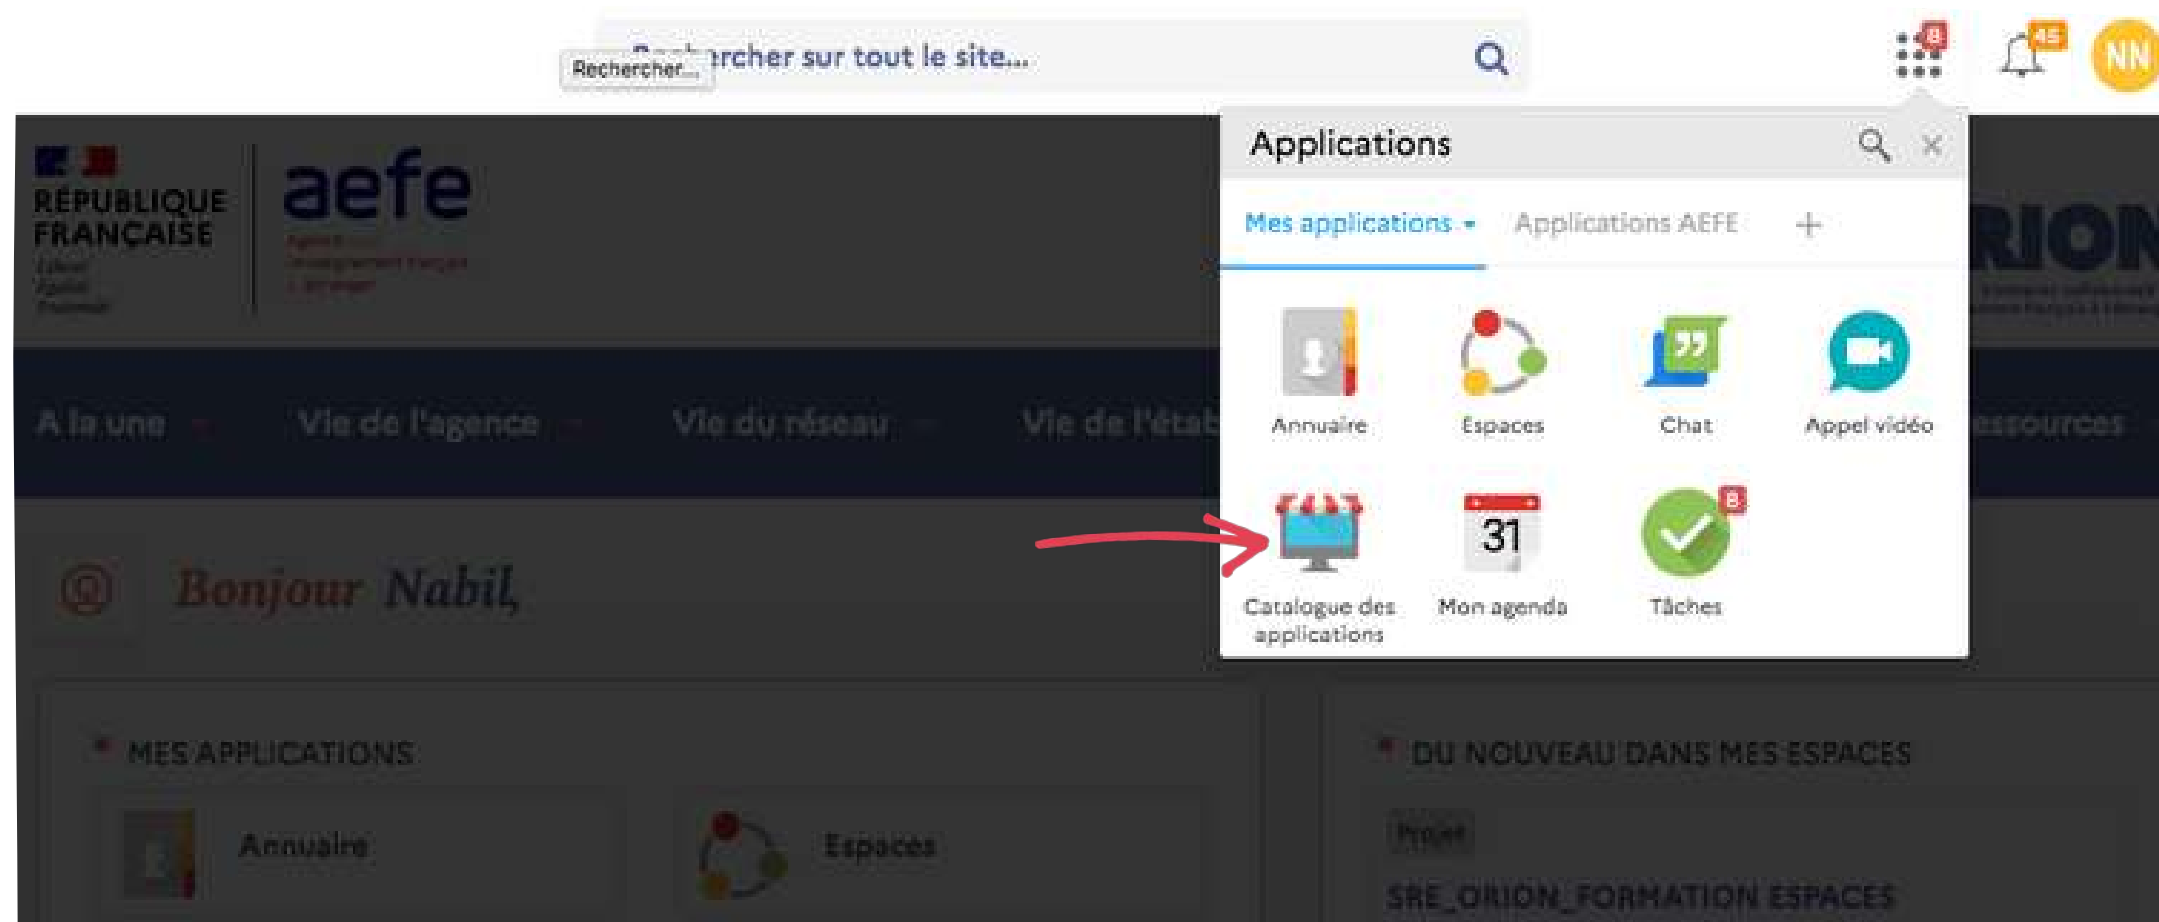 Rechercher sur tout le site...
Rechercher...
8
45
NN
Applications
Mes applications
Applications AEFE
+
Annuaire
Espaces
Chat
Appel vidéo
31
8
Catalogue des
applications
Mon agenda
Tâches
RÉPUBLIQUE
FRANÇAISE
Liberté
Égalité
Fraternité
aefe
RION
A la une
Vie de l'agence
Vie du réseau
Vie de l'étab
essources
Bonjour Nabil,
MES APPLICATIONS
Annuaire
Espaces
DU NOUVEAU DANS MES ESPACES
Projet
SRE_ORION_FORMATION ESPACES